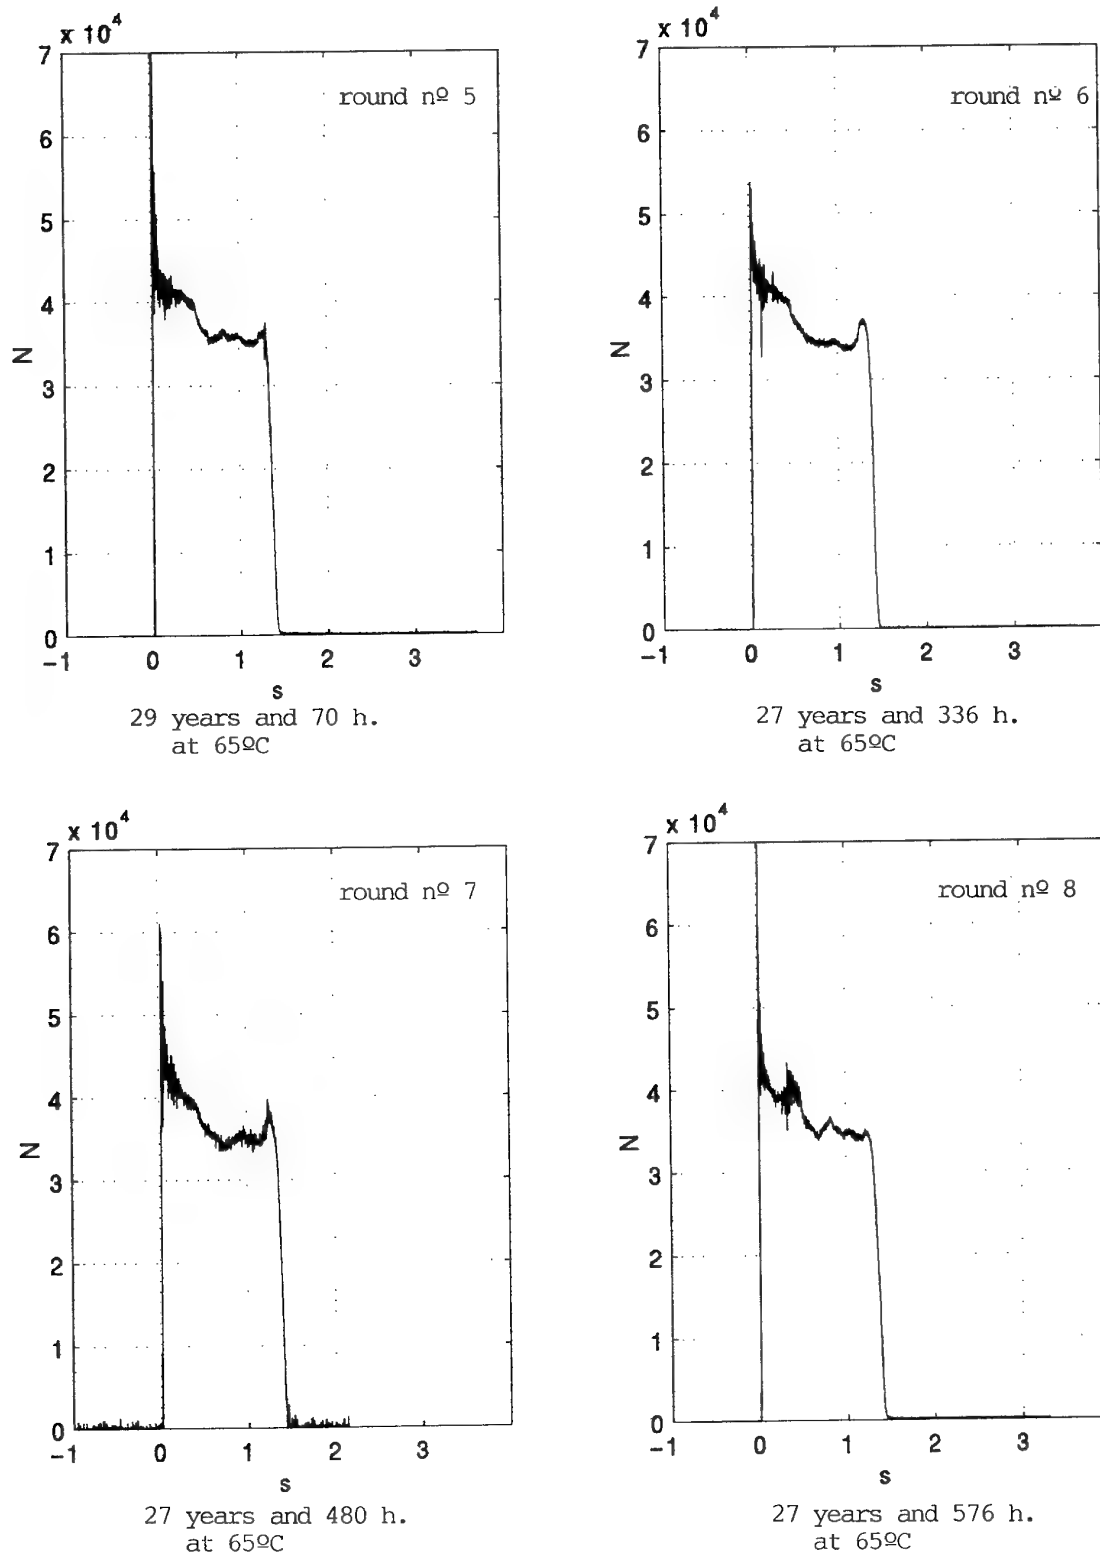 x 10⁴
7
6
5
4
3
2
1
0
N
round nº 5
-1 0 1 2 3
s
29 years and 70 h.
at 65ºC
x 10⁴
7
6
5
4
3
2
1
0
N
round nº 6
-1 0 1 2 3
s
27 years and 336 h.
at 65ºC
x 10⁴
7
6
5
4
3
2
1
0
N
round nº 7
-1 0 1 2 3
s
27 years and 480 h.
at 65ºC
x 10⁴
7
6
5
4
3
2
1
0
N
round nº 8
-1 0 1 2 3
s
27 years and 576 h.
at 65ºC